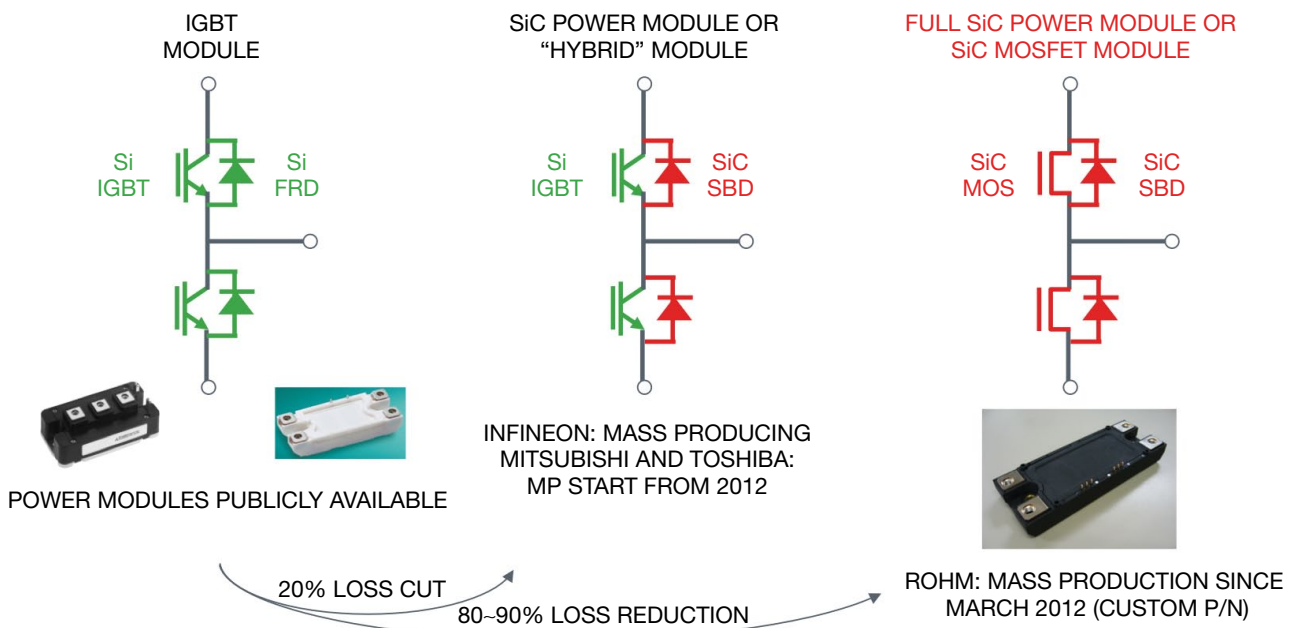 IGBT
MODULE
SiC POWER MODULE OR
“HYBRID” MODULE
FULL SiC POWER MODULE OR
SiC MOSFET MODULE
Si
IGBT
Si
FRD
Si
IGBT
SiC
SBD
SiC
MOS
SiC
SBD
POWER MODULES PUBLICLY AVAILABLE
INFINEON: MASS PRODUCING
MITSUBISHI AND TOSHIBA:
MP START FROM 2012
ROHM: MASS PRODUCTION SINCE
MARCH 2012 (CUSTOM P/N)
20% LOSS CUT
80~90% LOSS REDUCTION